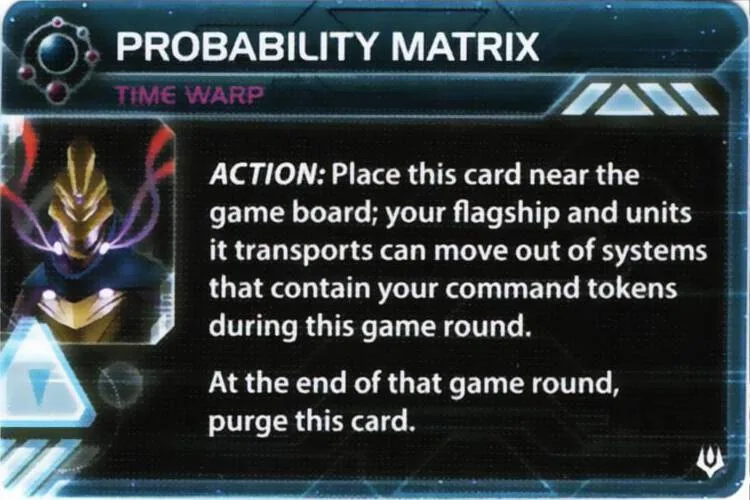 PROBABILITY MATRIX
TIME WARP
ACTION: Place this card near the
game board; your flagship and units
it transports can move out of systems
that contain your command tokens
during this game round.
At the end of that game round,
purge this card.